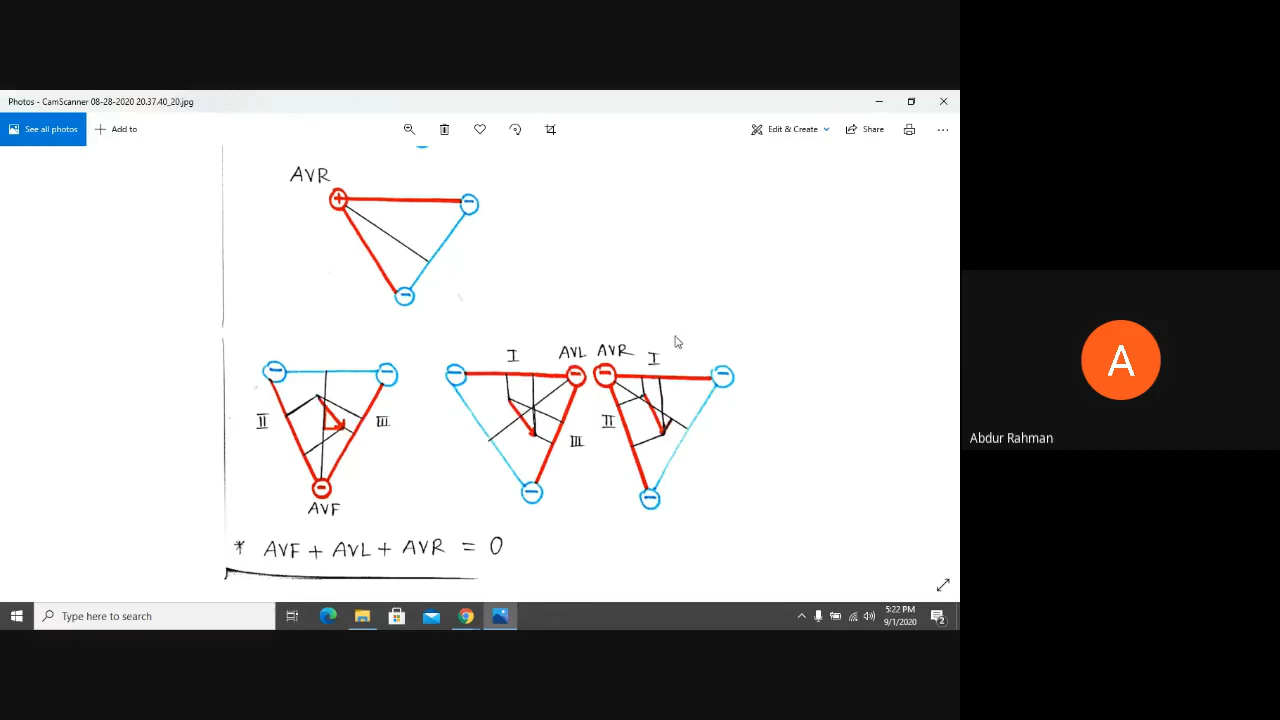 Photos - CamScanner 08-28-2020 20.37.40_20.jpg
See all photos
Add to
Edit & Create
Share
AVR
+
-
-
I AVL AVR I
II III III II
AVF
* AVF + AVL + AVR = 0
A
Abdur Rahman
Type here to search
5:22 PM
9/1/2020
2